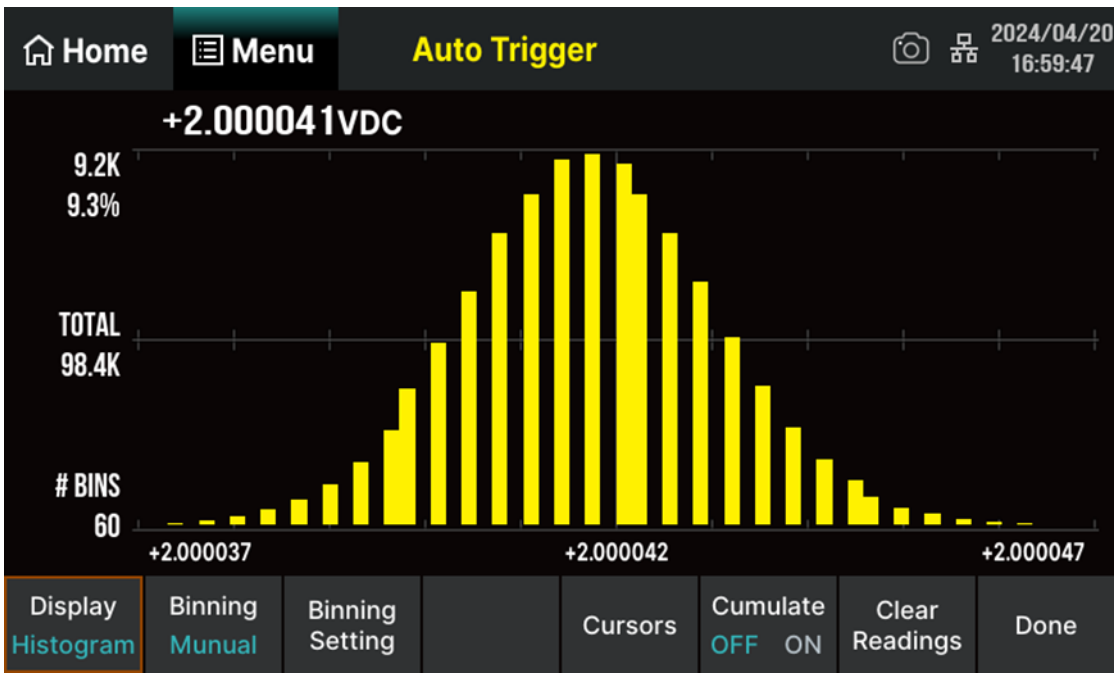 Home
Menu
Auto Trigger
2024/04/20
16:59:47
+2.000041VDC
9.2K
9.3%
TOTAL
98.4K
# BINS
60
+2.000037
+2.000042
+2.000047
Display
Histogram
Binning
Munual
Binning
Setting
Cursors
Cumulate
OFF ON
Clear
Readings
Done